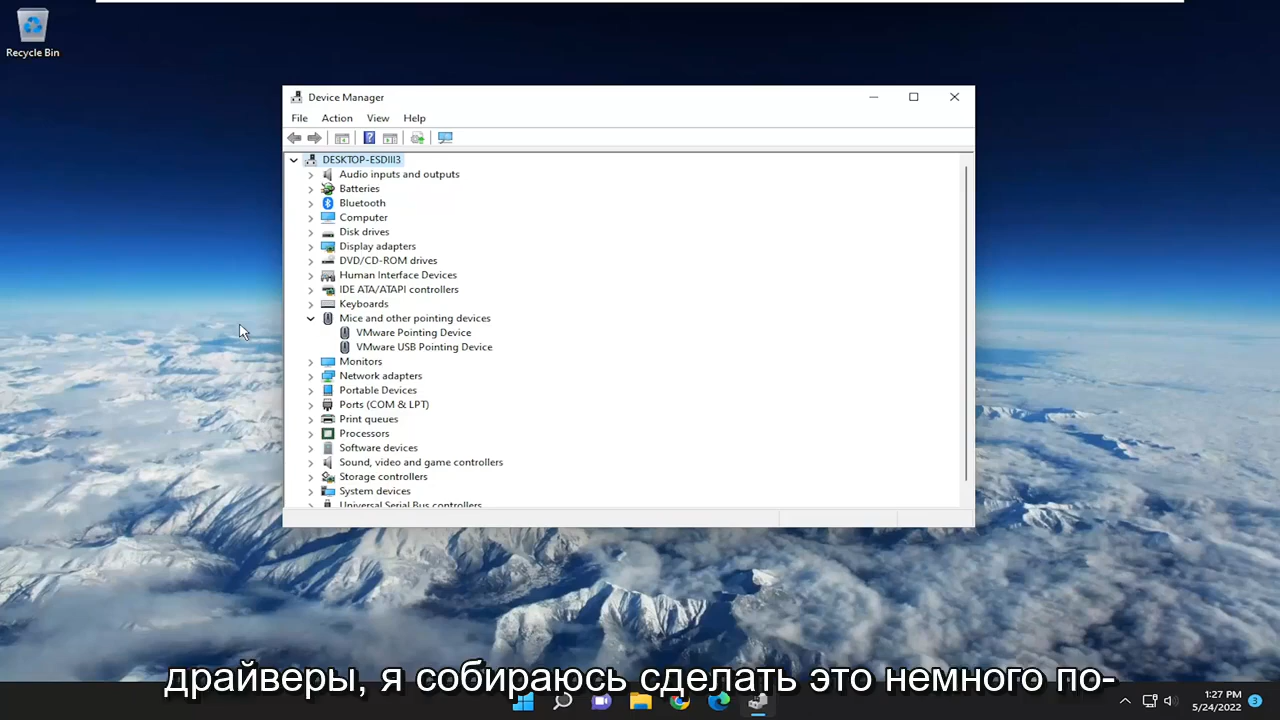 Recycle Bin
Device Manager
File Action View Help
DESKTOP-ESDIII3
Audio inputs and outputs
Batteries
Bluetooth
Computer
Disk drives
Display adapters
DVD/CD-ROM drives
Human Interface Devices
IDE ATA/ATAPI controllers
Keyboards
Mice and other pointing devices
VMware Pointing Device
VMware USB Pointing Device
Monitors
Network adapters
Portable Devices
Ports (COM & LPT)
Print queues
Processors
Software devices
Sound, video and game controllers
Storage controllers
System devices
Universal Serial Bus controllers
драйверы, я собираюсь сделать это немного по-
1:27 PM
5/24/2022
3